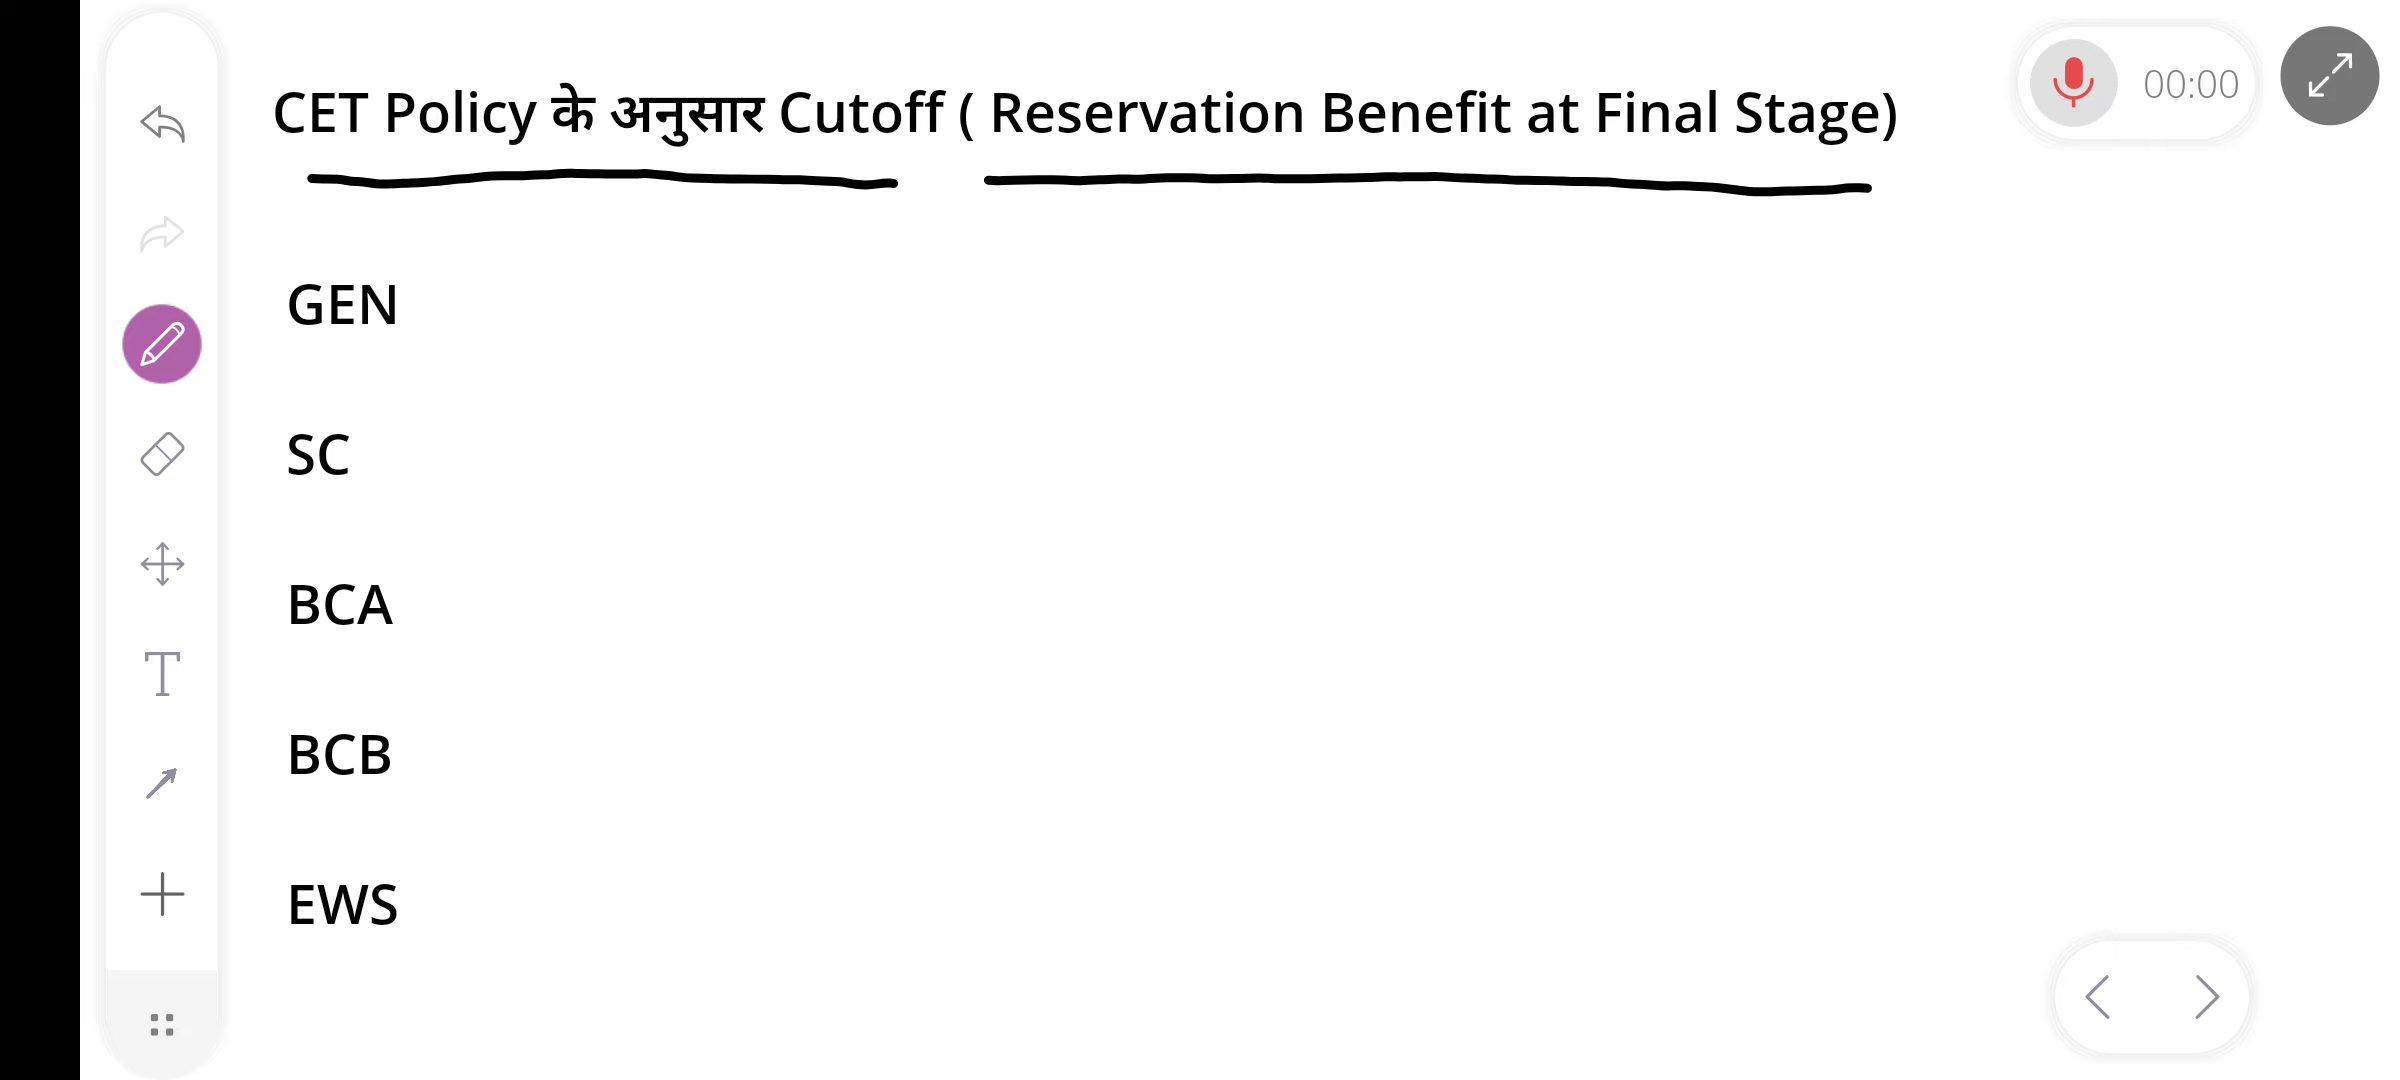 CET Policy के अनुसार Cutoff ( Reservation Benefit at Final Stage)
00:00
GEN
SC
BCA
BCB
EWS